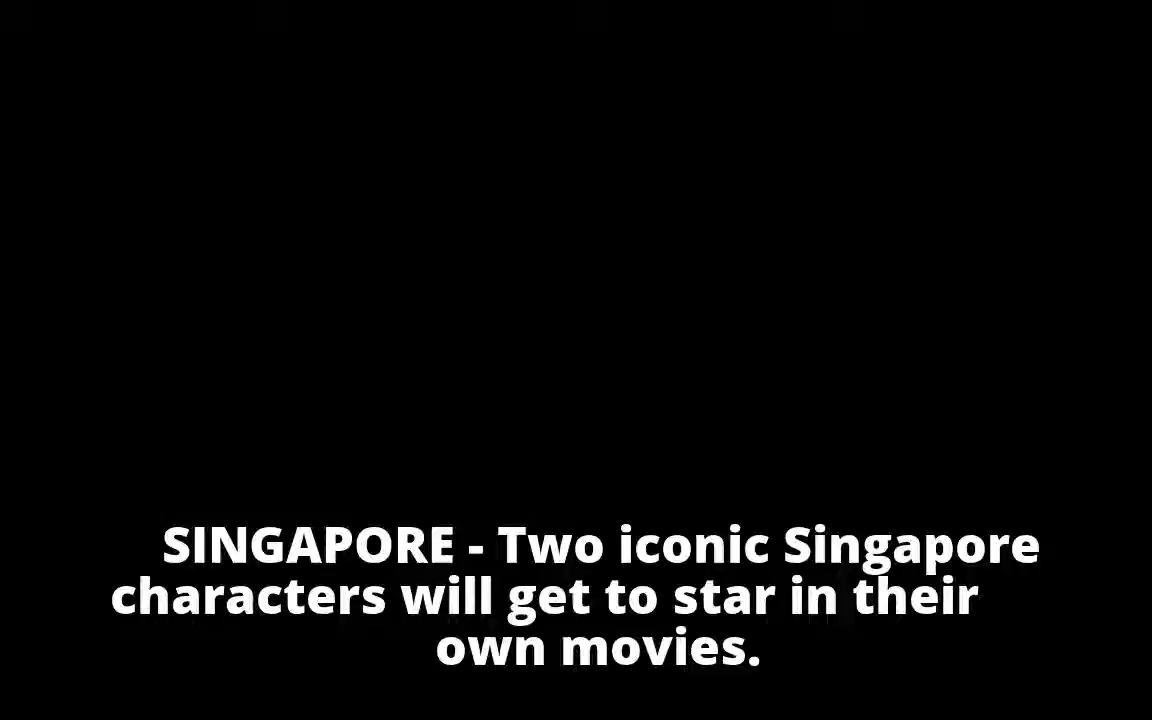 SINGAPORE - Two iconic Singapore
characters will get to star in their
own movies.